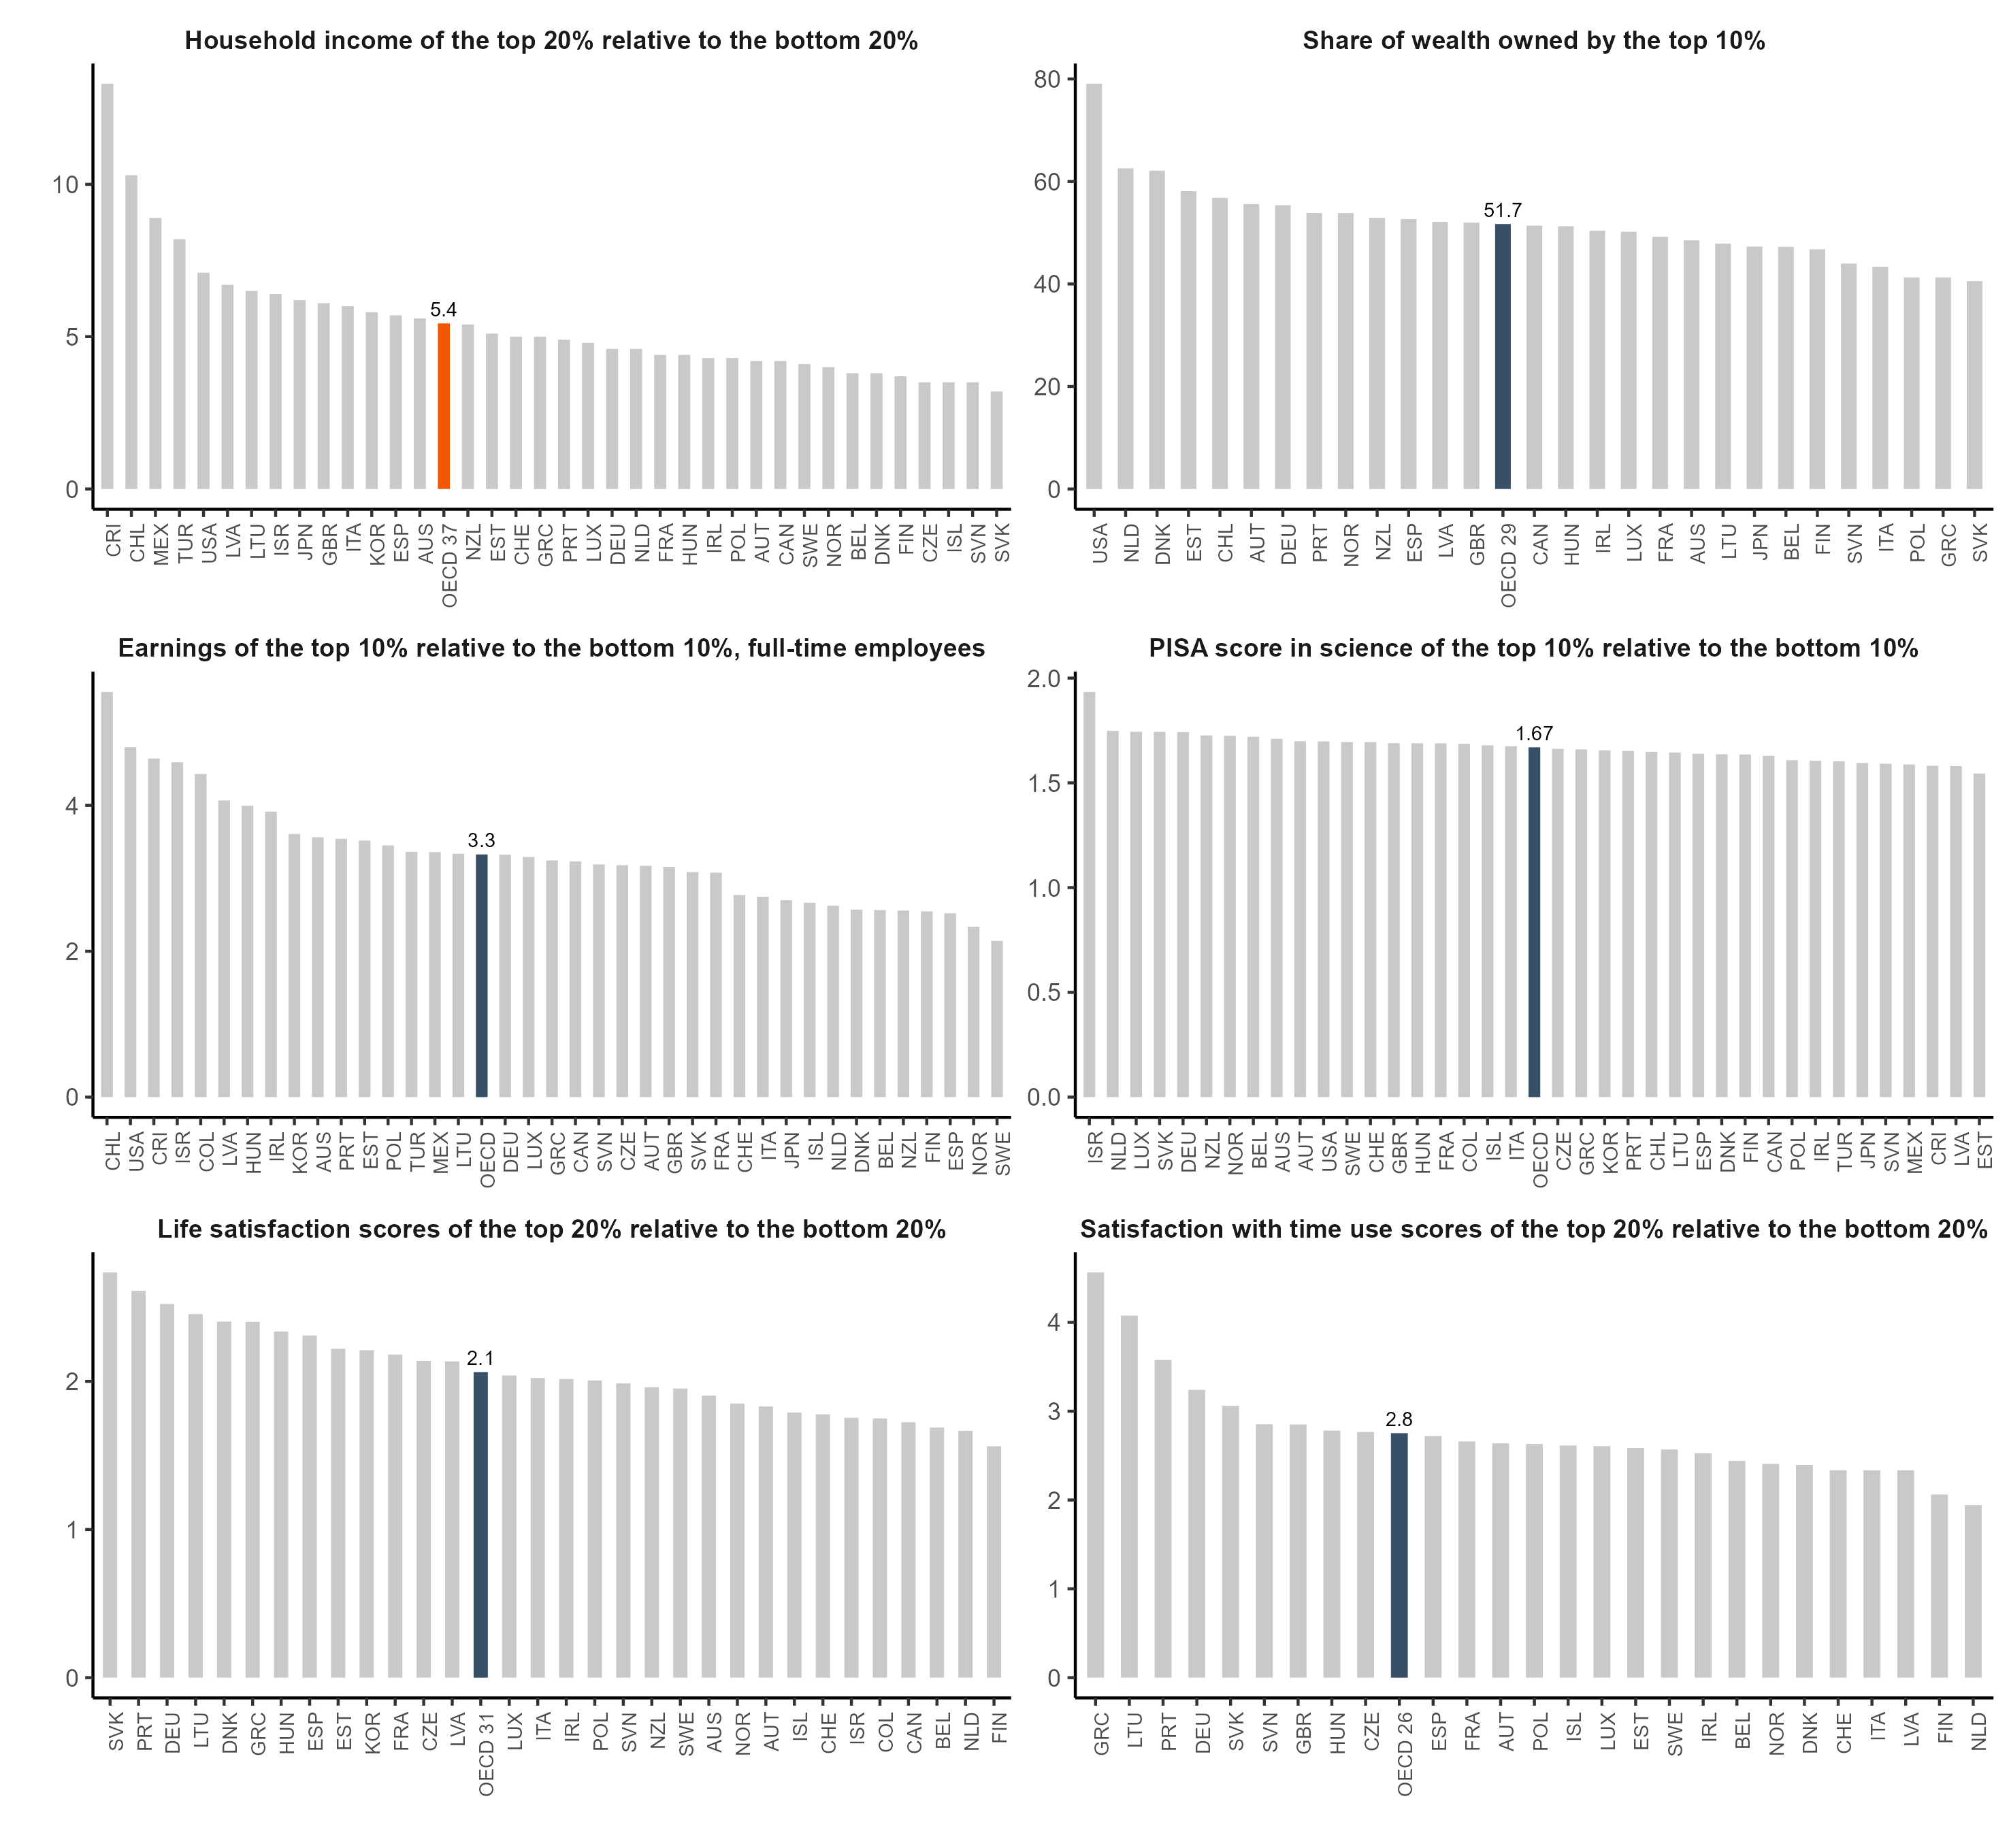 Household income of the top 20% relative to the bottom 20%
10
5
0
5.4
CRI CHL MEX TUR USA LVA LTU ISR JPN GBR ITA KOR ESP AUS OECD 37 NZL EST CHE GRC PRT LUX DEU NLD FRA HUN IRL POL AUT CAN SWE NOR BEL DNK FIN CZE ISL SVN SVK
Share of wealth owned by the top 10%
80
60
40
20
0
51.7
USA NLD DNK EST CHL AUT DEU PRT NOR NZL ESP LVA GBR OECD 29 CAN HUN IRL LUX FRA AUS LTU JPN BEL FIN SVN ITA POL GRC SVK
Earnings of the top 10% relative to the bottom 10%, full-time employees
4
2
0
3.3
CHL USA CRI ISR COL LVA HUN IRL KOR AUS PRT EST POL TUR MEX LTU OECD DEU LUX GRC CAN SVN CZE AUT GBR SVK FRA CHE ITA JPN ISL NLD DNK BEL NZL FIN ESP NOR SWE
PISA score in science of the top 10% relative to the bottom 10%
2.0
1.5
1.0
0.5
0.0
1.67
ISR NLD LUX SVK DEU NZL NOR BEL AUS AUT USA SWE CHE GBR HUN FRA COL ISL ITA OECD CZE GRC KOR PRT CHL LTU ESP DNK FIN CAN POL IRL TUR JPN SVN MEX CRI LVA EST
Life satisfaction scores of the top 20% relative to the bottom 20%
2
1
0
2.1
SVK PRT DEU LTU DNK GRC HUN ESP EST KOR FRA CZE LVA OECD 31 LUX ITA IRL POL SVN NZL SWE AUS NOR AUT ISL CHE ISR COL CAN BEL NLD FIN
Satisfaction with time use scores of the top 20% relative to the bottom 20%
4
3
2
1
0
2.8
GRC LTU PRT DEU SVK SVN GBR HUN CZE OECD 26 ESP FRA AUT POL ISL LUX EST SWE IRL BEL NOR DNK CHE ITA LVA FIN NLD